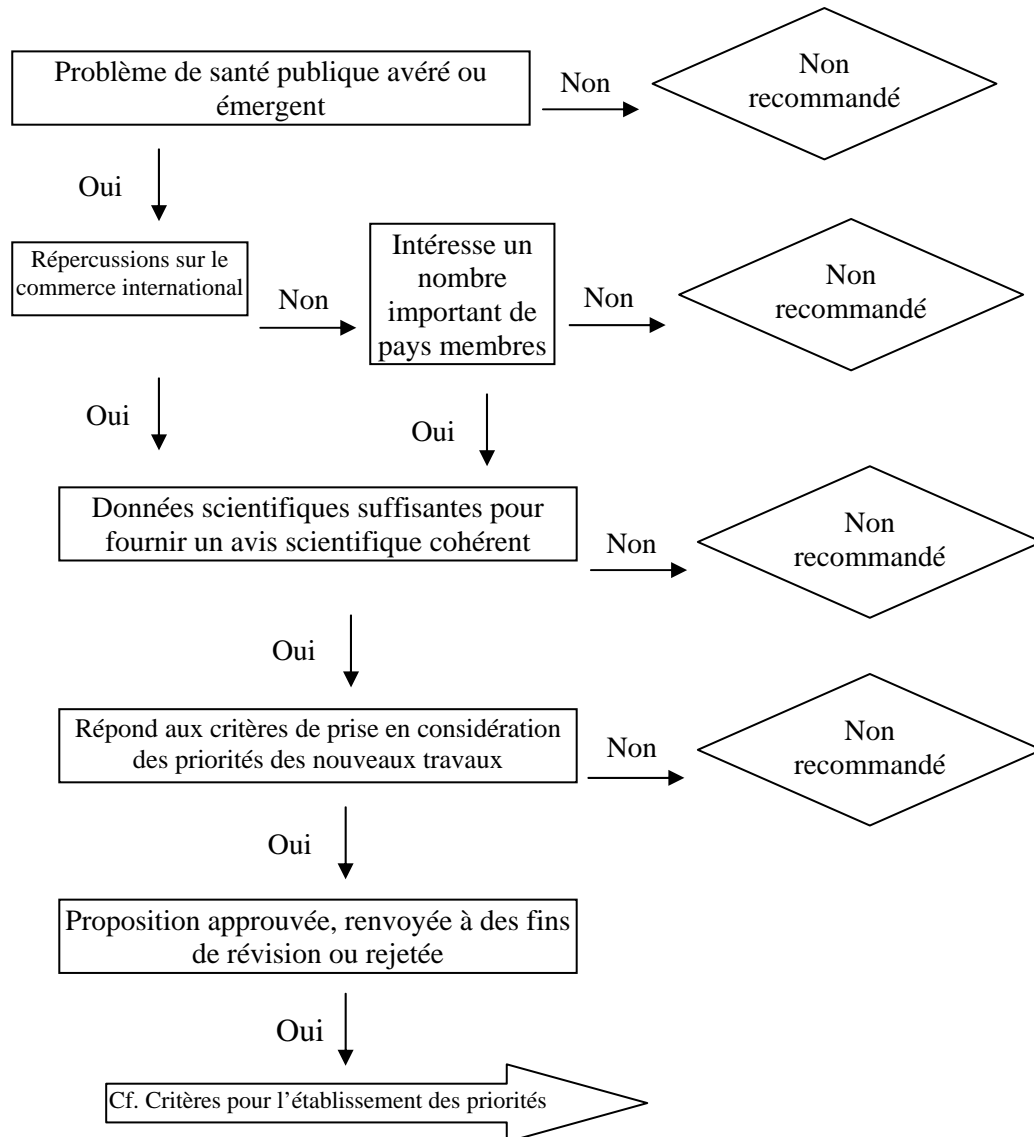 Problème de santé publique avéré ou
émergent
Non
Non
recommandé
Oui
Répercussions sur le
commerce international
Non
Intéresse un
nombre
important de
pays membres
Non
Non
recommandé
Oui
Oui
Données scientifiques suffisantes pour
fournir un avis scientifique cohérent
Non
Non
recommandé
Oui
Répond aux critères de prise en considération
des priorités des nouveaux travaux
Non
Non
recommandé
Oui
Proposition approuvée, renvoyée à des fins
de révision ou rejetée
Oui
Cf. Critères pour l’établissement des priorités